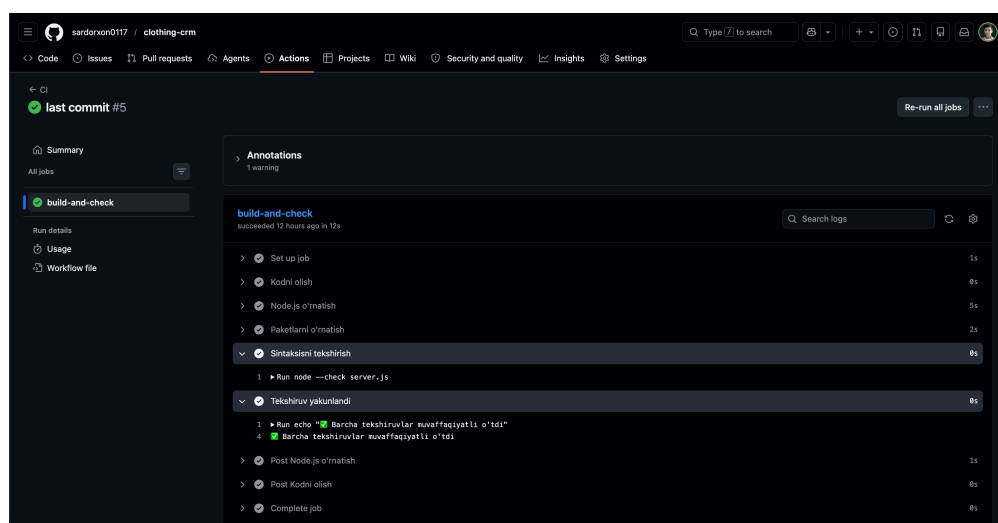 sardorxon0117 / clothing-crm
Type / to search
Code Issues Pull requests Agents Actions Projects Wiki Security and quality Insights Settings
← CI
last commit #5
Re-run all jobs
Summary
All jobs
build-and-check
Run details
Usage
Workflow file
Annotations
1 warning
build-and-check
succeeded 12 hours ago in 12s
Search logs
Set up job 1s
Kodni olish 0s
Node.js o'rnatish 5s
Paketlarni o'rnatish 2s
Sintaksisni tekshirish 0s
1 ▶ Run node --check server.js
Tekshiruv yakunlandi 0s
1 ▶ Run echo "✅ Barcha tekshiruvlar muvaffaqiyatli o'tdi"
4 ✅ Barcha tekshiruvlar muvaffaqiyatli o'tdi
Post Node.js o'rnatish 1s
Post Kodni olish 0s
Complete job 0s